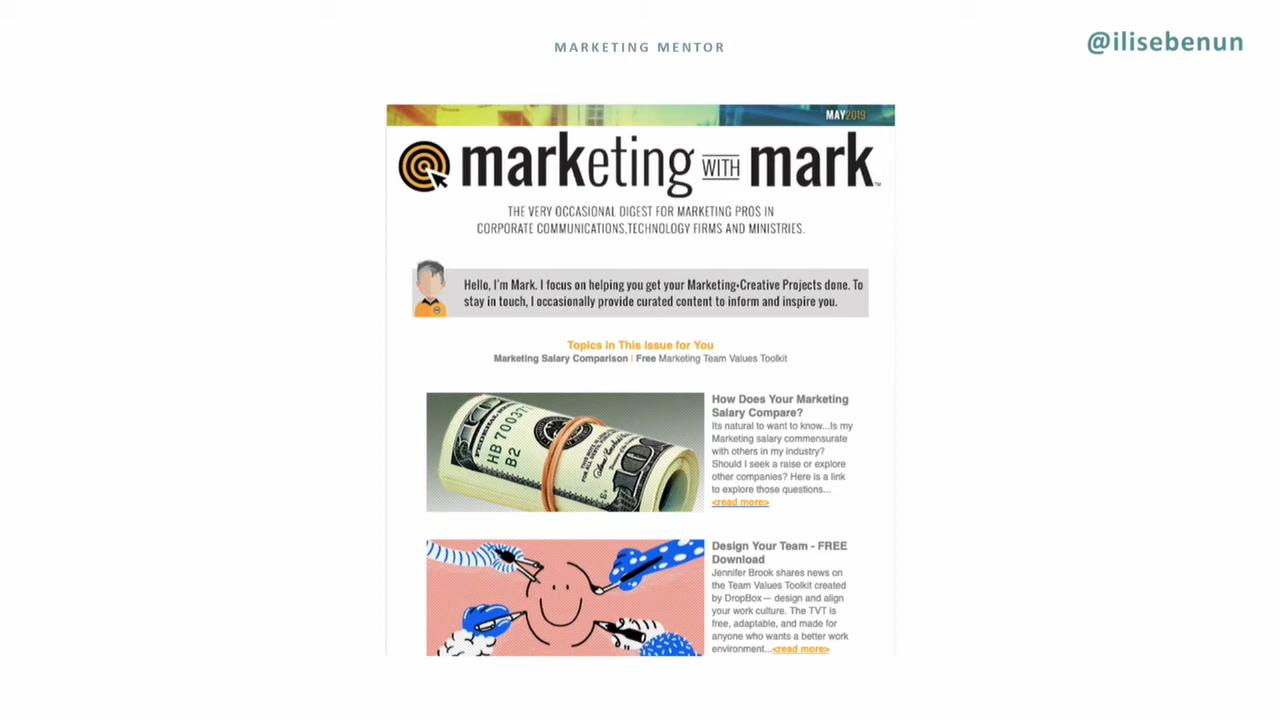 MARKETING MENTOR
@ilisebenun
MAY2019
marketing WITH mark™
THE VERY OCCASIONAL DIGEST FOR MARKETING PROS IN
CORPORATE COMMUNICATIONS,TECHNOLOGY FIRMS AND MINISTRIES.
Hello, I'm Mark. I focus on helping you get your Marketing•Creative Projects done. To
stay in touch, I occasionally provide curated content to inform and inspire you.
Topics in This Issue for You
Marketing Salary Comparison | Free Marketing Team Values Toolkit
How Does Your Marketing
Salary Compare?
Its natural to want to know...Is my
Marketing salary commensurate
with others in my industry?
Should I seek a raise or explore
other companies? Here is a link
to explore those questions...
<read more>
HB 70037
B2
Design Your Team - FREE
Download
Jennifer Brook shares news on
the Team Values Toolkit created
by DropBox — design and align
your work culture. The TVT is
free, adaptable, and made for
anyone who wants a better work
environment...<read more>